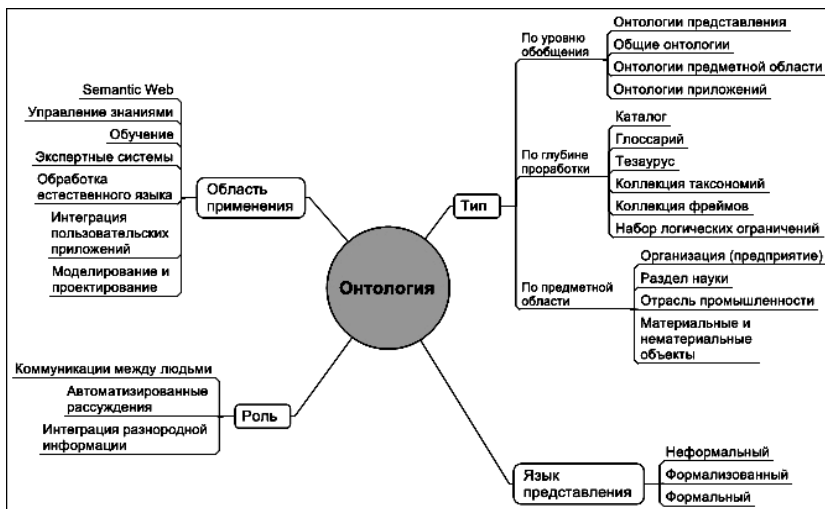 Онтология
Область
применения
Semantic Web
Управление знаниями
Обучение
Экспертные системы
Обработка
естественного языка
Интеграция
пользовательских
приложений
Моделирование и
проектирование
Роль
Коммуникации между людьми
Автоматизированные
рассуждения
Интеграция разнородной
информации
Тип
По уровню
обобщения
Онтологии представления
Общие онтологии
Онтологии предметной области
Онтологии приложений
По глубине
проработки
Каталог
Глоссарий
Тезаурус
Коллекция таксономий
Коллекция фреймов
Набор логических ограничений
По предметной
области
Организация (предприятие)
Раздел науки
Отрасль промышленности
Материальные и
нематериальные
объекты
Язык
представления
Неформальный
Формализованный
Формальный